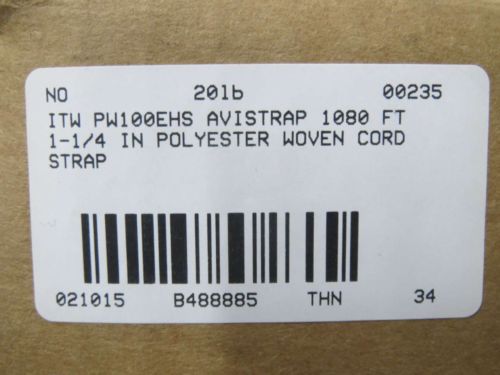 NO 201b 00235
ITW PW100EHS AVISTRAP 1080 FT
1-1/4 IN POLYESTER WOVEN CORD
STRAP
021015 B488885 THN 34